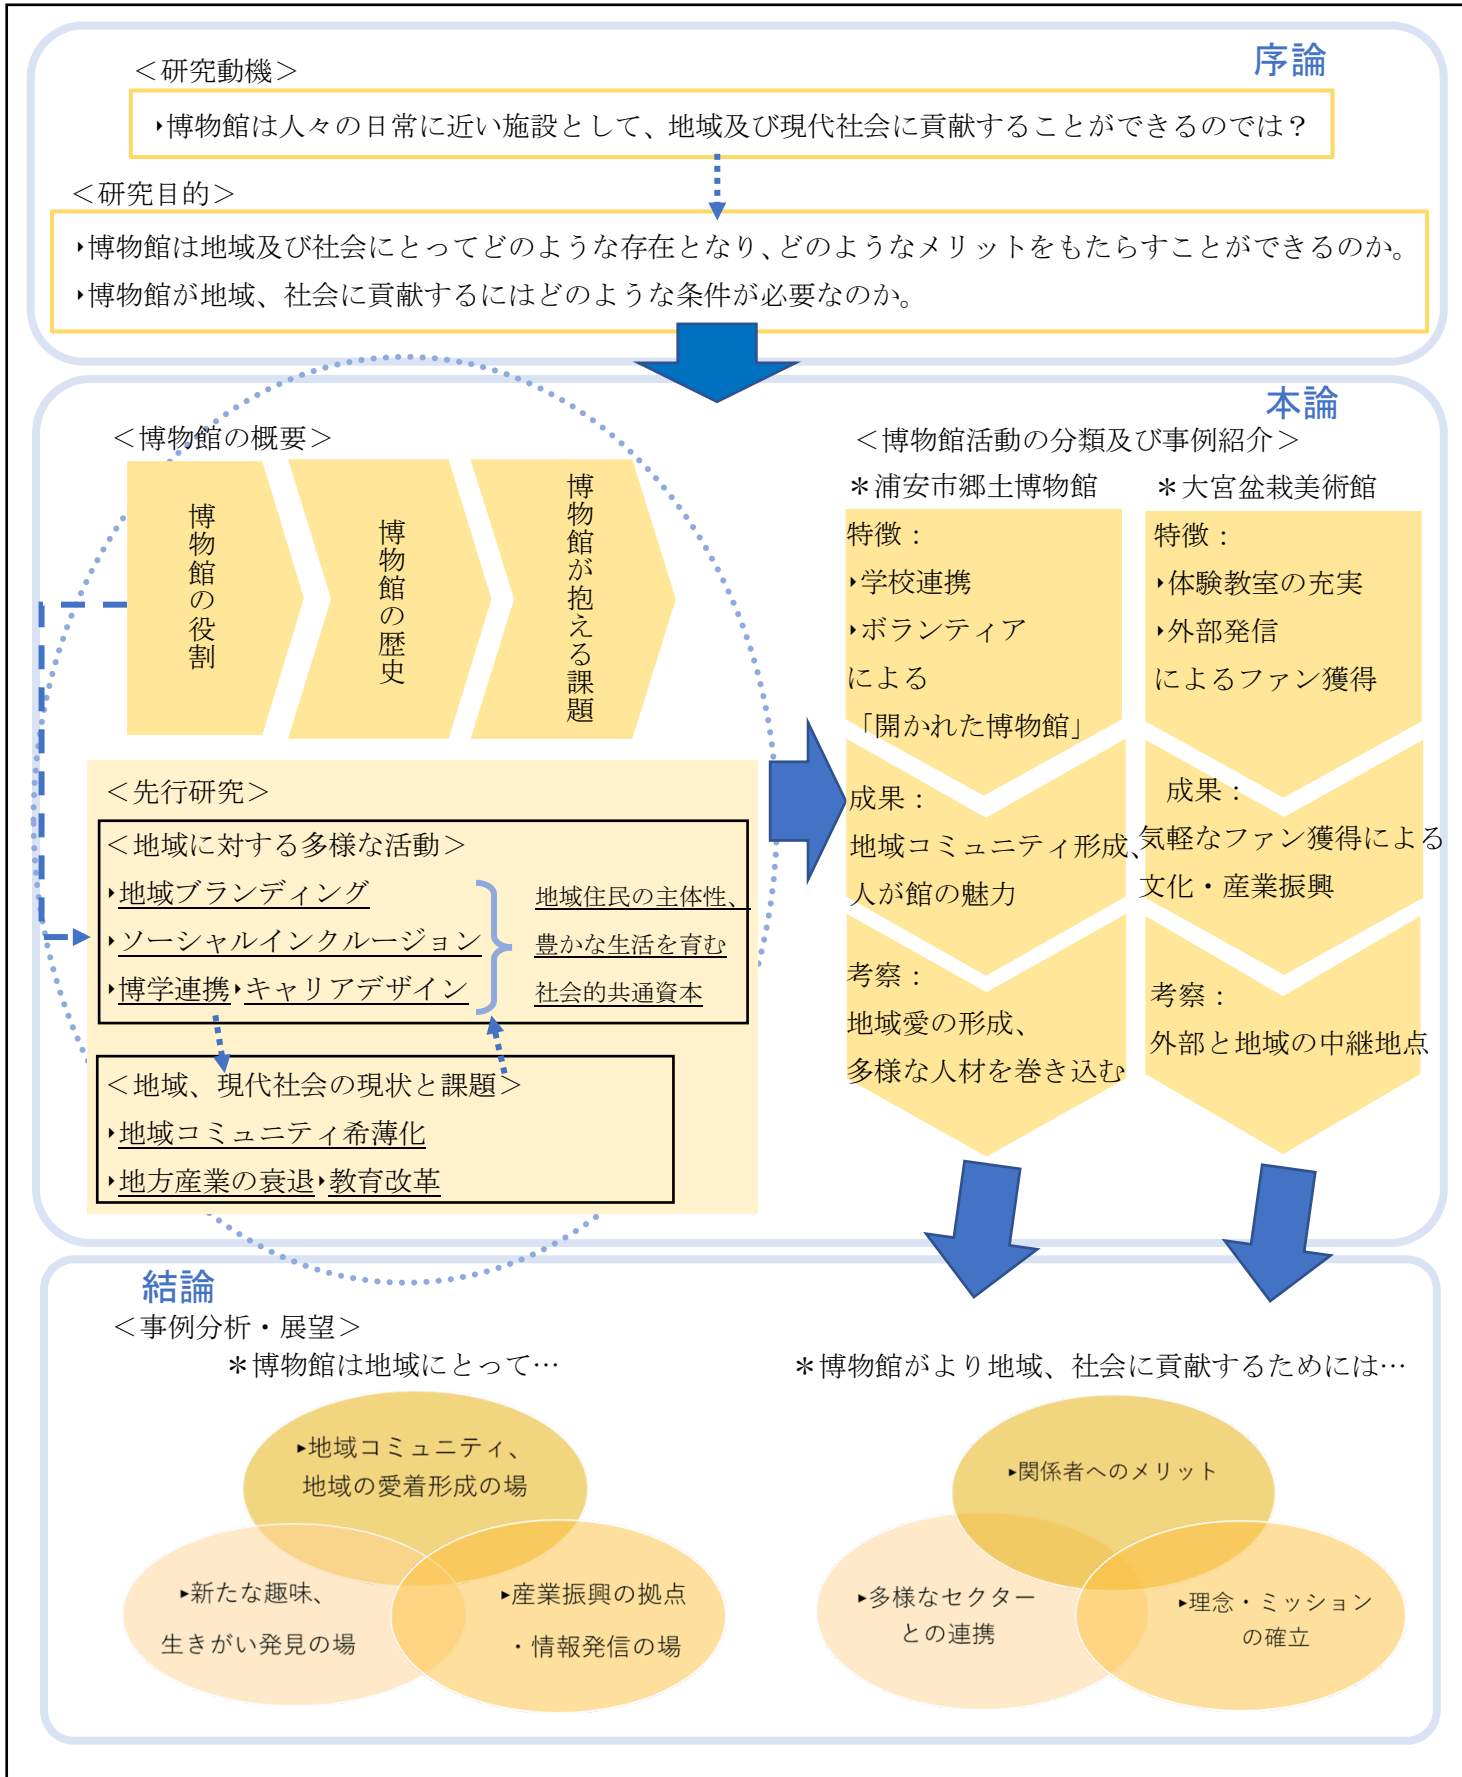 序論
＜研究動機＞
‣博物館は人々の日常に近い施設として、地域及び現代社会に貢献することができるのでは？
＜研究目的＞
‣博物館は地域及び社会にとってどのような存在となり、どのようなメリットをもたらすことができるのか。
‣博物館が地域、社会に貢献するにはどのような条件が必要なのか。
本論
＜博物館の概要＞
博物館の役割
博物館の歴史
博物館が抱える課題
＜先行研究＞
＜地域に対する多様な活動＞
‣地域ブランディング
‣ソーシャルインクルージョン
‣博学連携‣キャリアデザイン
地域住民の主体性、
豊かな生活を育む
社会的共通資本
＜地域、現代社会の現状と課題＞
‣地域コミュニティ希薄化
‣地方産業の衰退‣教育改革
＜博物館活動の分類及び事例紹介＞
＊浦安市郷土博物館
特徴：
‣学校連携
‣ボランティア
による
「開かれた博物館」
成果：
地域コミュニティ形成、
人が館の魅力
考察：
地域愛の形成、
多様な人材を巻き込む
＊大宮盆栽美術館
特徴：
‣体験教室の充実
‣外部発信
によるファン獲得
成果：
気軽なファン獲得による
文化・産業振興
考察：
外部と地域の中継地点
結論
＜事例分析・展望＞
＊博物館は地域にとって…
‣地域コミュニティ、
地域の愛着形成の場
‣新たな趣味、
生きがい発見の場
‣産業振興の拠点
・情報発信の場
＊博物館がより地域、社会に貢献するためには…
‣関係者へのメリット
‣多様なセクター
との連携
‣理念・ミッション
の確立